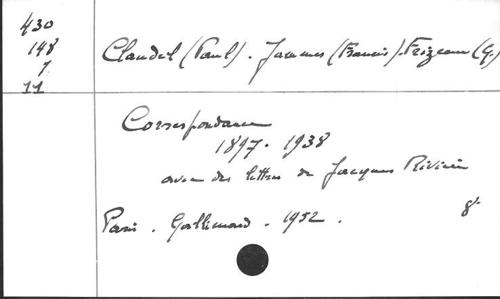 430
148
7
11
Claudel (Paul). Jammes (Francis). Frizeau (G.)
Correspondance
1897-1938
avec des lettres de Jacques Rivière
Paris. Gallimard. 1952. 8°